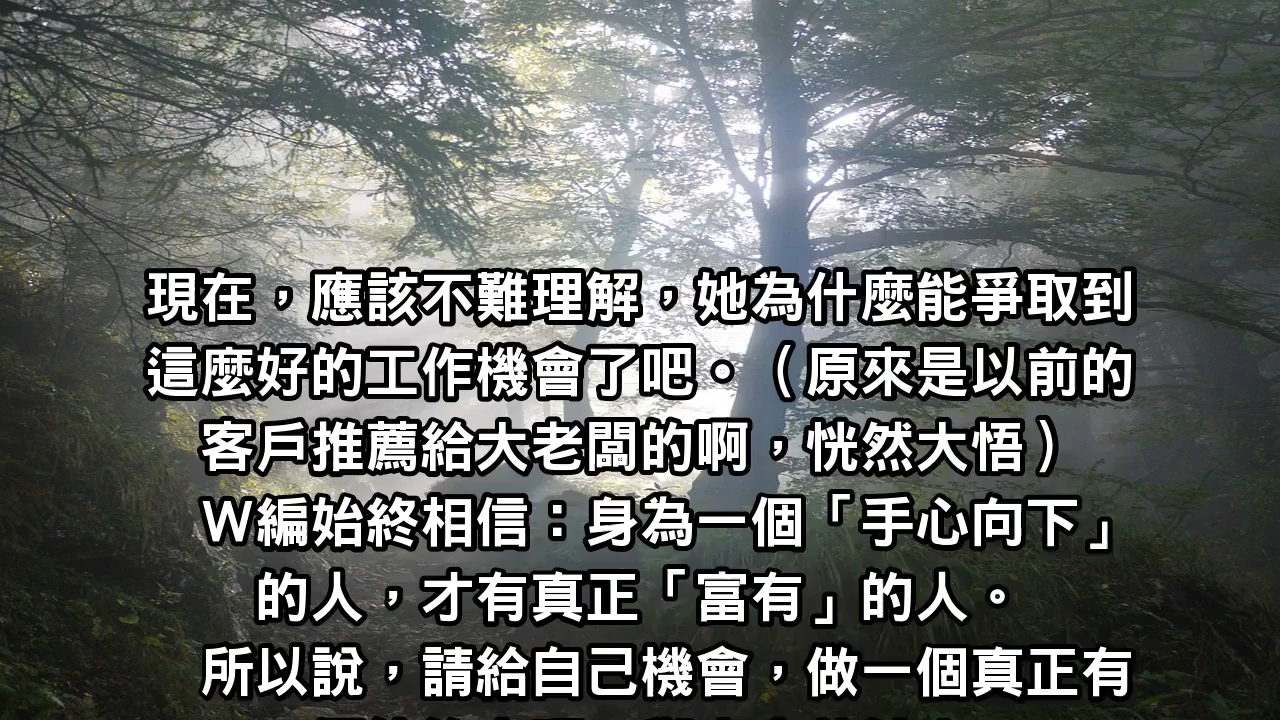 現在，應該不難理解，她為什麼能爭取到
這麼好的工作機會了吧。（原來是以前的
客戶推薦給大老闆的啊，恍然大悟）
W編始終相信：身為一個「手心向下」
的人，才有真正「富有」的人。
所以說，請給自己機會，做一個真正有